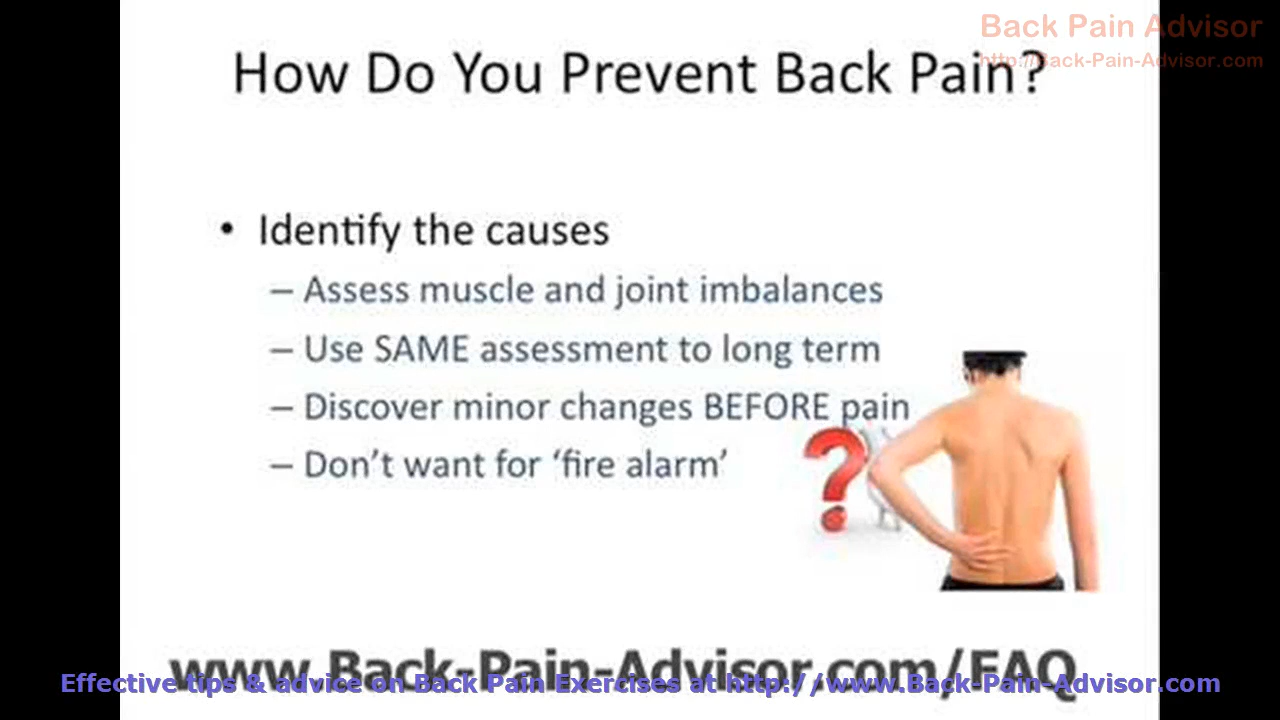 Back Pain Advisor
http://Back-Pain-Advisor.com
How Do You Prevent Back Pain?
• Identify the causes
– Assess muscle and joint imbalances
– Use SAME assessment to long term
– Discover minor changes BEFORE pain
– Don’t want for ‘fire alarm’
?
www.Back-Pain-Advisor.com/FAQ
Effective tips & advice on Back Pain Exercises at http://www.Back-Pain-Advisor.com